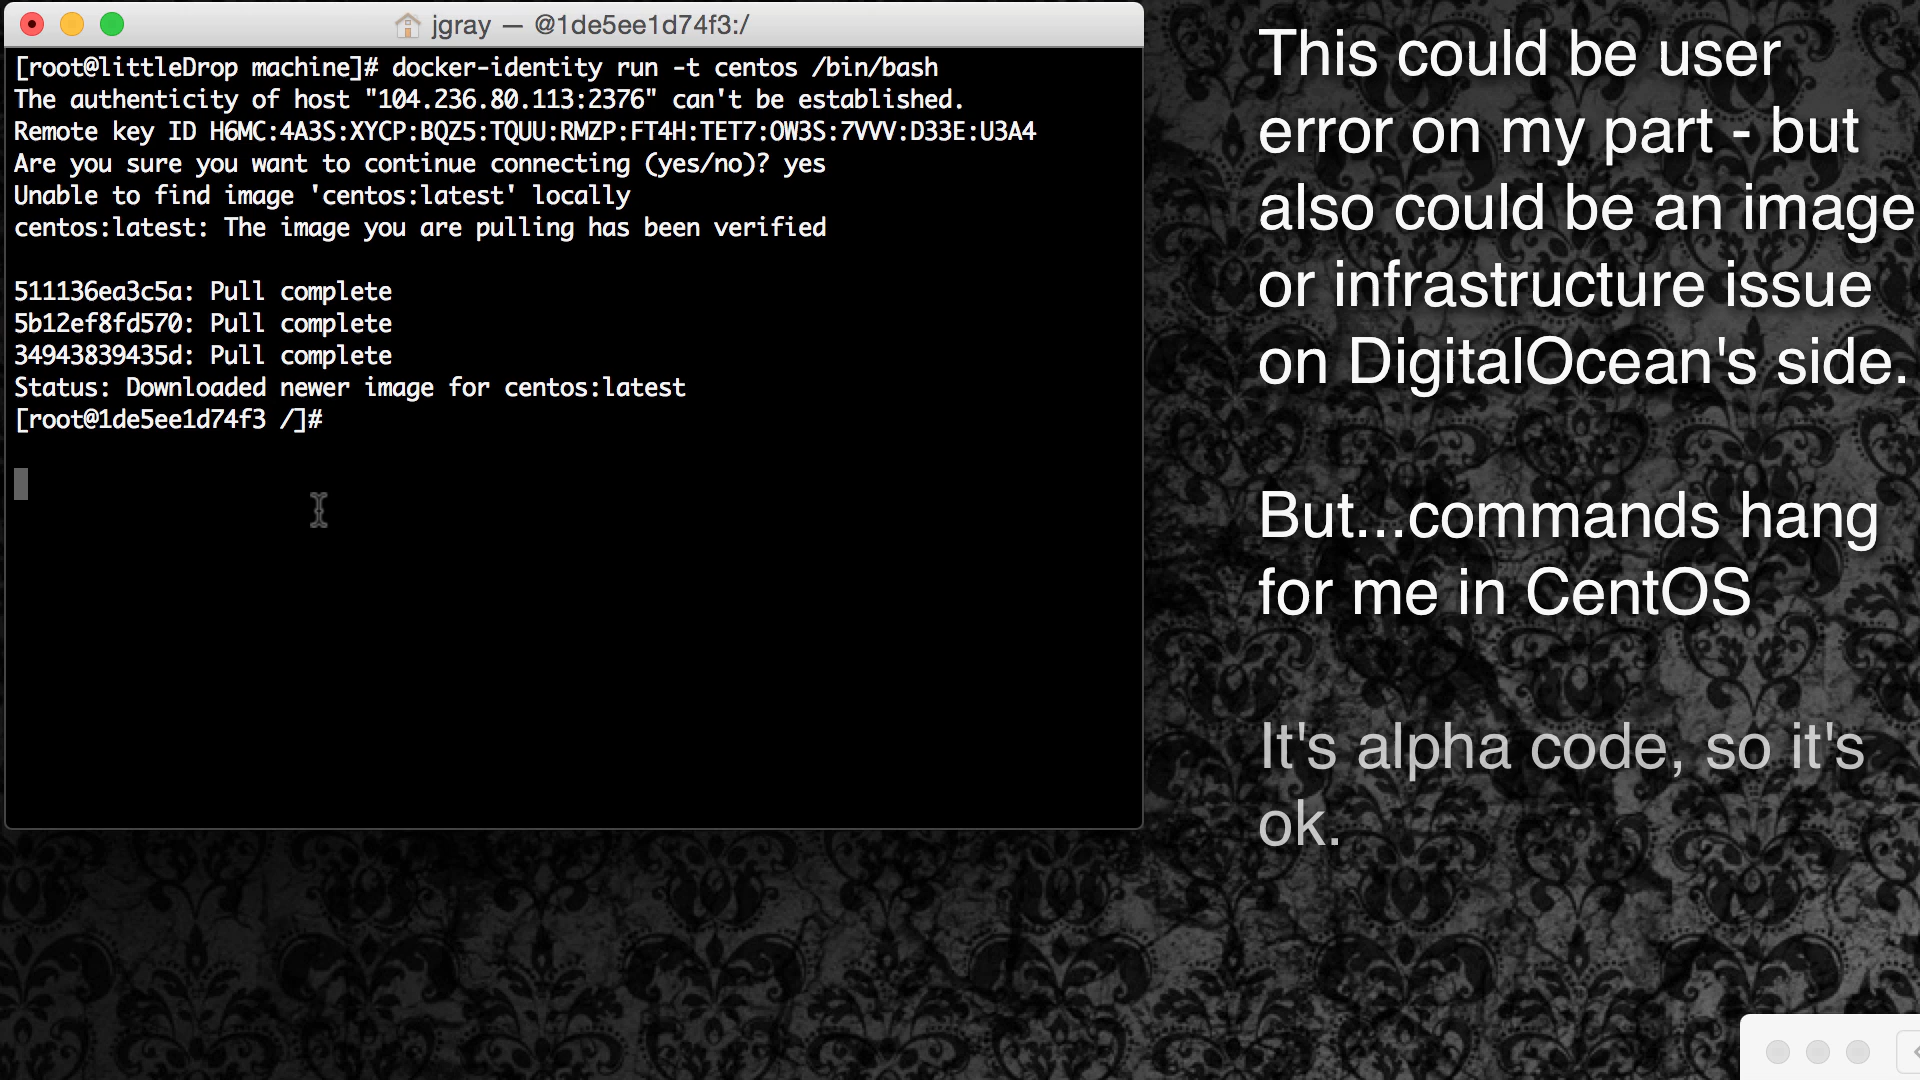 jgray — @1de5ee1d74f3:/
[root@littleDrop machine]# docker-identity run -t centos /bin/bash
The authenticity of host "104.236.80.113:2376" can't be established.
Remote key ID H6MC:4A3S:XYCP:BQZ5:TQUU:RMZP:FT4H:TET7:OW3S:7VVV:D33E:U3A4
Are you sure you want to continue connecting (yes/no)? yes
Unable to find image 'centos:latest' locally
centos:latest: The image you are pulling has been verified
511136ea3c5a: Pull complete
5b12ef8fd570: Pull complete
34943839435d: Pull complete
Status: Downloaded newer image for centos:latest
[root@1de5ee1d74f3 /]#
This could be user
error on my part - but
also could be an image
or infrastructure issue
on DigitalOcean's side.
But...commands hang
for me in CentOS
It's alpha code, so it's
ok.